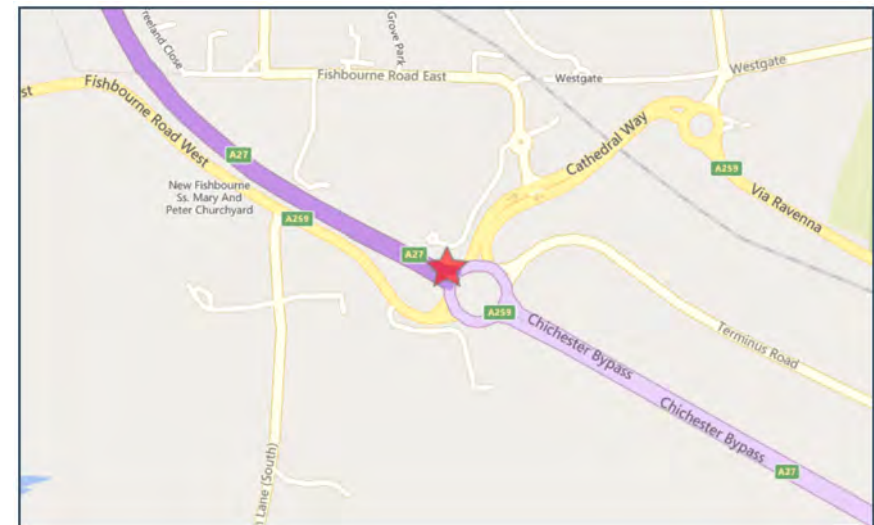 Grove Park
Fishbourne Road East
Westgate
Westgate
st
Fishbourne Road West
Cathedral Way
A27
A259
Via Ravenna
New Fishbourne
Ss. Mary And
Peter Churchyard
A259
A27
A259
Chichester Bypass
Terminus Road
Chichester Bypass
A27
Lane (South)